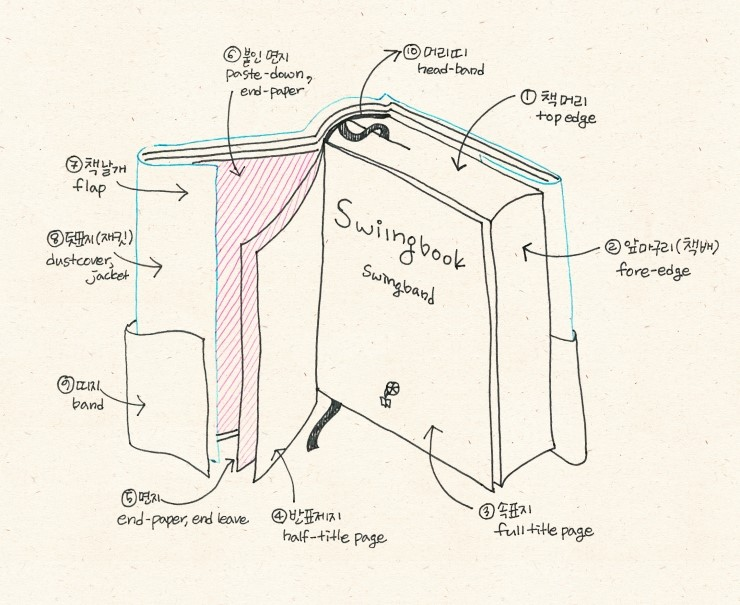 ⑥ 붙인 면지
paste-down,
end-paper
⑩ 머리띠
head-band
① 책머리
top edge
⑦ 책날개
flap
⑧ 덧표지(재킷)
dustcover,
jacket
② 앞마구리(책배)
fore-edge
Swiingbook
Swingband
⑨ 띠지
band
⑤ 면지
end-paper, end leave
④ 반표제지
half-title page
③ 속표지
full title page